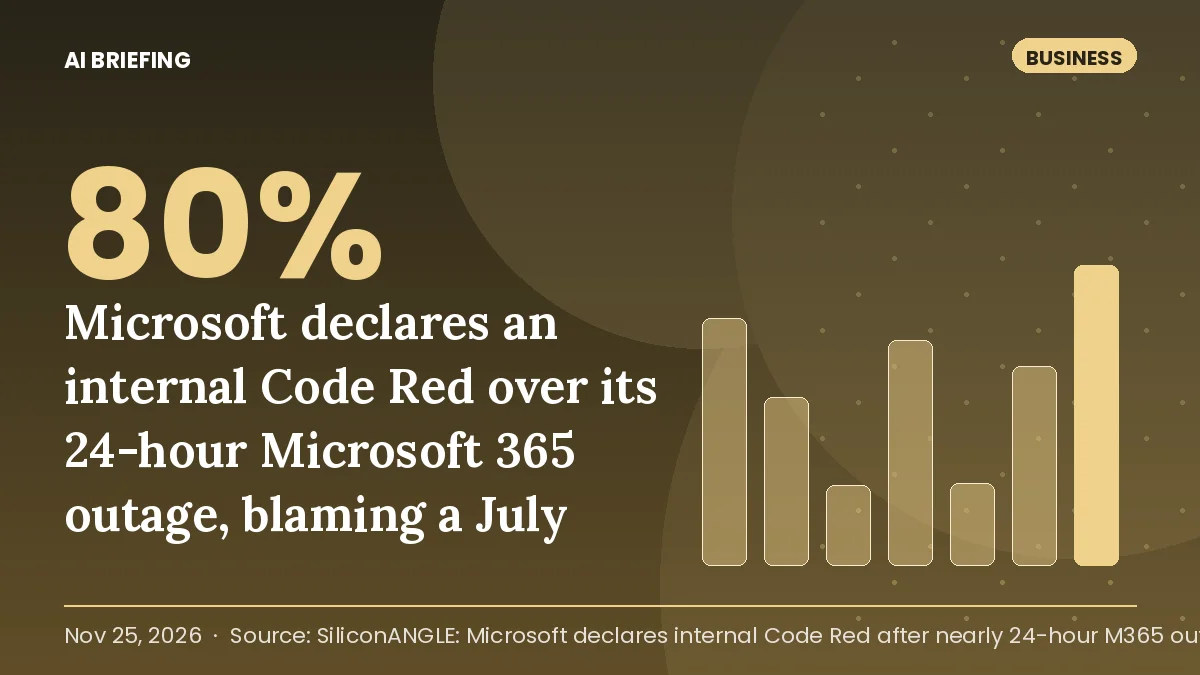 AI BRIEFING
BUSINESS
80%
Microsoft declares an
internal Code Red over its
24-hour Microsoft 365
outage, blaming a July
Nov 25, 2026 · Source: SiliconANGLE: Microsoft declares internal Code Red after nearly 24-hour M365